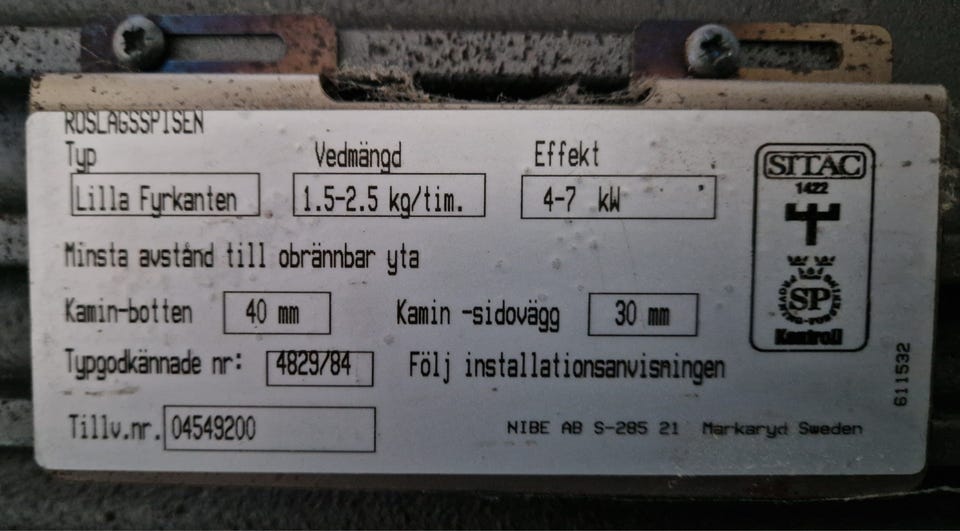 ROSLAGSSPISEN
Typ Vedmängd Effekt
Lilla Fyrkanten 1.5-2.5 kg/tim. 4-7 kW
Minsta avstånd till obrännbar yta
Kamin-botten 40 mm Kamin -sidovägg 30 mm
Typgodkännade nr: 4829/84 Följ installationsanvisningen
Tillv.nr. 04549200
NIBE AB S-285 21 Markaryd Sweden
SITAC
1422
SP
Kontroll
611532